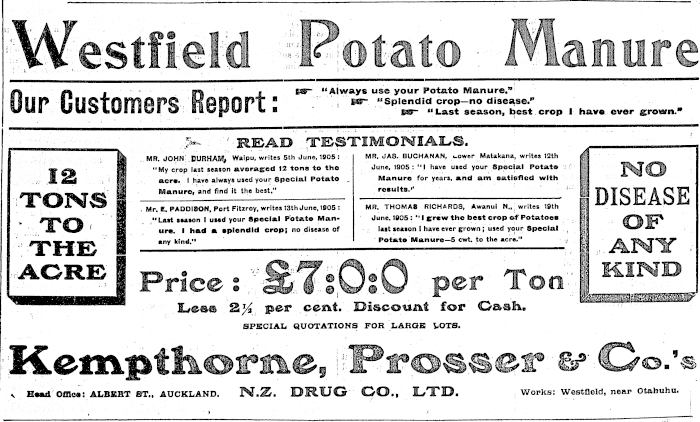 Westfield Potato Manure
Our Customers Report:
"Always use your Potato Manure."
"Splendid crop—no disease."
"Last season, best crop I have ever grown."
READ TESTIMONIALS.
12
TONS
TO
THE
ACRE
MR. JOHN DURHAM, Waipu, writes 5th June, 1905:
"My crop last season averaged 12 tons to the
acre. I have always used your Special Potato
Manure, and find it the best."
Mr. E. PADDISON, Port Fitzroy, writes 13th June, 1905:
"Last season I used your Special Potato Man-
ure. I had a splendid crop; no disease of
any kind."
MR. JAS. BUCHANAN, Lower Matakana, writes 12th
June, 1905: "I have used your Special Potato
Manure for years, and am satisfied with
results."
MR. THOMAS RICHARDS, Awanui N., writes 19th
June, 1905: "I grew the best crop of Potatoes
last season I have ever grown; used your Special
Potato Manure—5 cwt. to the acre."
NO
DISEASE
OF
ANY
KIND
Price: £7:0:0 per Ton
Less 2½ per cent. Discount for Cash.
SPECIAL QUOTATIONS FOR LARGE LOTS.
Kempthorne, Prosser & Co.'s
Head Office: ALBERT ST., AUCKLAND. N.Z. DRUG CO., LTD. Works: Westfield, near Otahuhu.